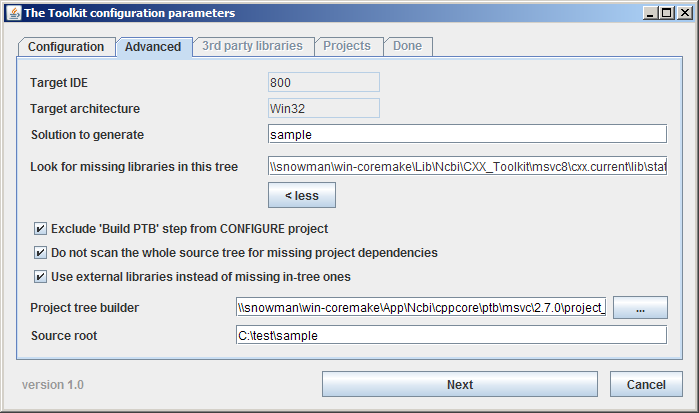 The Toolkit configuration parameters
Configuration Advanced 3rd party libraries Projects Done
Target IDE 800
Target architecture Win32
Solution to generate sample
Look for missing libraries in this tree \\snowman\win-coremake\Lib\Ncbi\CXX_Toolkit\msvc8\cxx.current\lib\stat
< less
Exclude 'Build PTB' step from CONFIGURE project
Do not scan the whole source tree for missing project dependencies
Use external libraries instead of missing in-tree ones
Project tree builder \\snowman\win-coremake\App\Ncbi\cppcore\ptb\msvc\2.7.0\project_ ...
Source root C:\test\sample
version 1.0 Next Cancel